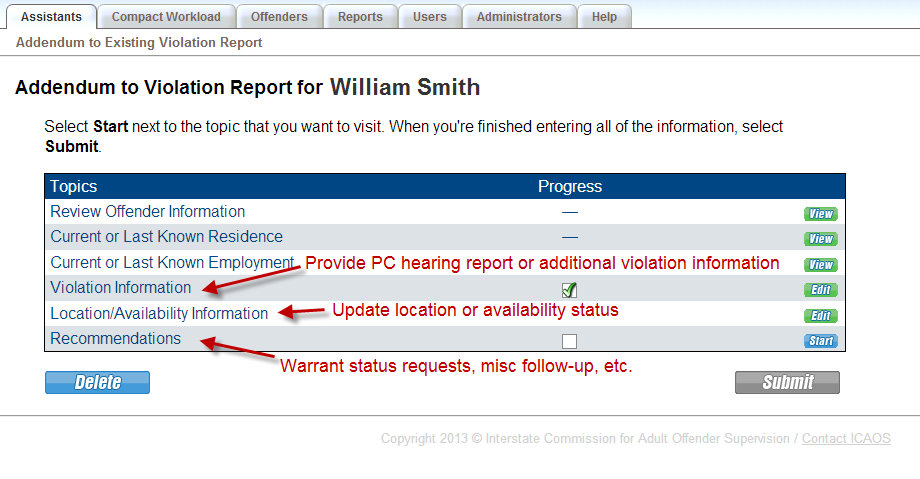 Assistants Compact Workload Offenders Reports Users Administrators Help
Addendum to Existing Violation Report
Addendum to Violation Report for William Smith
Select Start next to the topic that you want to visit. When you're finished entering all of the information, select
Submit.
Topics Progress
Review Offender Information — View
Current or Last Known Residence — View
Current or Last Known Employment Provide PC hearing report or additional violation information View
Violation Information Edit
Location/Availability Information Update location or availability status Edit
Recommendations Start
Warrant status requests, misc follow-up, etc.
Delete Submit
Copyright 2013 © Interstate Commission for Adult Offender Supervision / Contact ICAOS